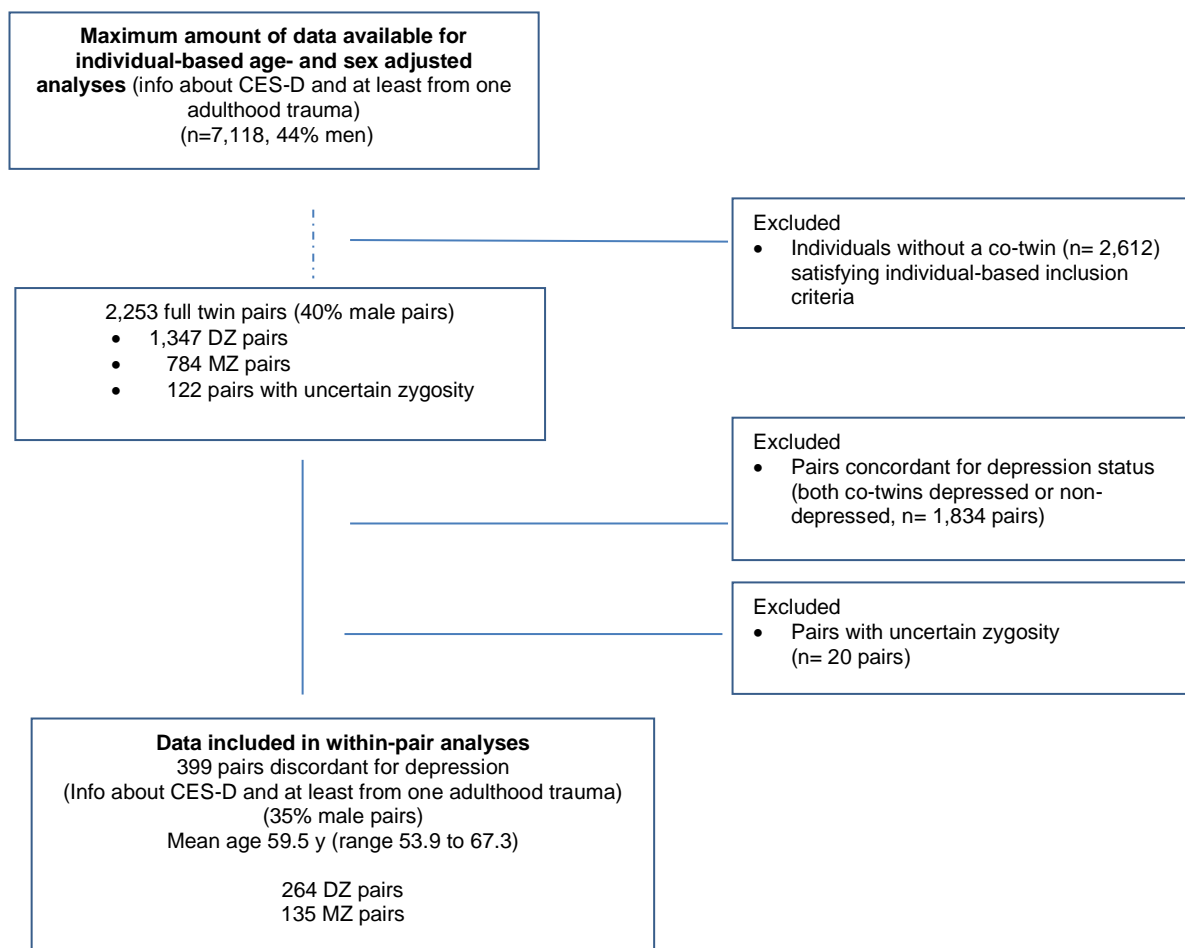 Maximum amount of data available for
individual-based age- and sex adjusted
analyses (info about CES-D and at least from one
adulthood trauma)
(n=7,118, 44% men)
Excluded
• Individuals without a co-twin (n= 2,612)
satisfying individual-based inclusion
criteria
2,253 full twin pairs (40% male pairs)
• 1,347 DZ pairs
• 784 MZ pairs
• 122 pairs with uncertain zygosity
Excluded
• Pairs concordant for depression status
(both co-twins depressed or non-
depressed, n= 1,834 pairs)
Excluded
• Pairs with uncertain zygosity
(n= 20 pairs)
Data included in within-pair analyses
399 pairs discordant for depression
(Info about CES-D and at least from one adulthood trauma)
(35% male pairs)
Mean age 59.5 y (range 53.9 to 67.3)
264 DZ pairs
135 MZ pairs